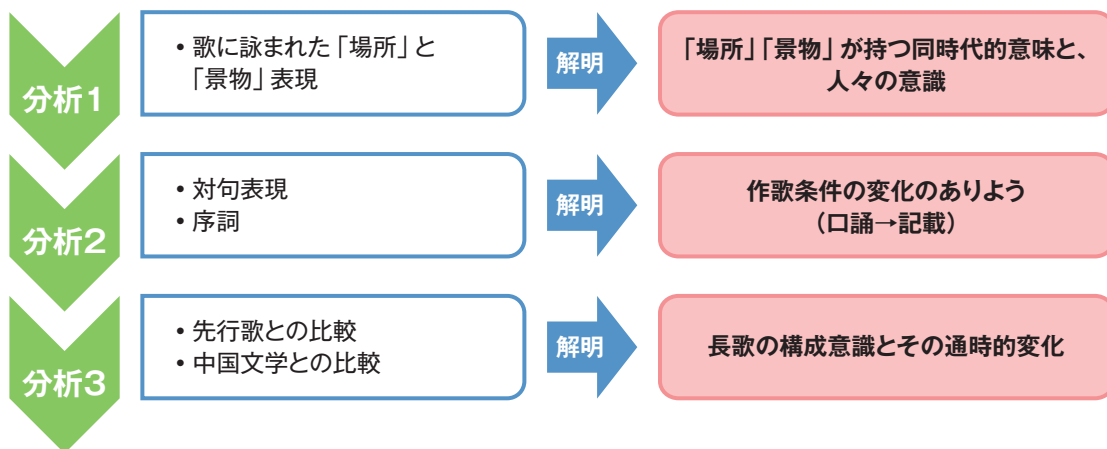 分析1
• 歌に詠まれた「場所」と
「景物」表現
解明
「場所」「景物」が持つ同時代的意味と、
人々の意識
分析2
• 対句表現
• 序詞
解明
作歌条件の変化のありよう
（口誦→記載）
分析3
• 先行歌との比較
• 中国文学との比較
解明
長歌の構成意識とその通時的変化